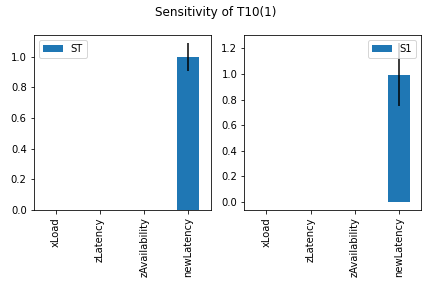 Sensitivity of T10(1)
ST
1.0
0.8
0.6
0.4
0.2
0.0
xLoad
zLatency
zAvailability
newLatency
S1
1.2
1.0
0.8
0.6
0.4
0.2
0.0
xLoad
zLatency
zAvailability
newLatency